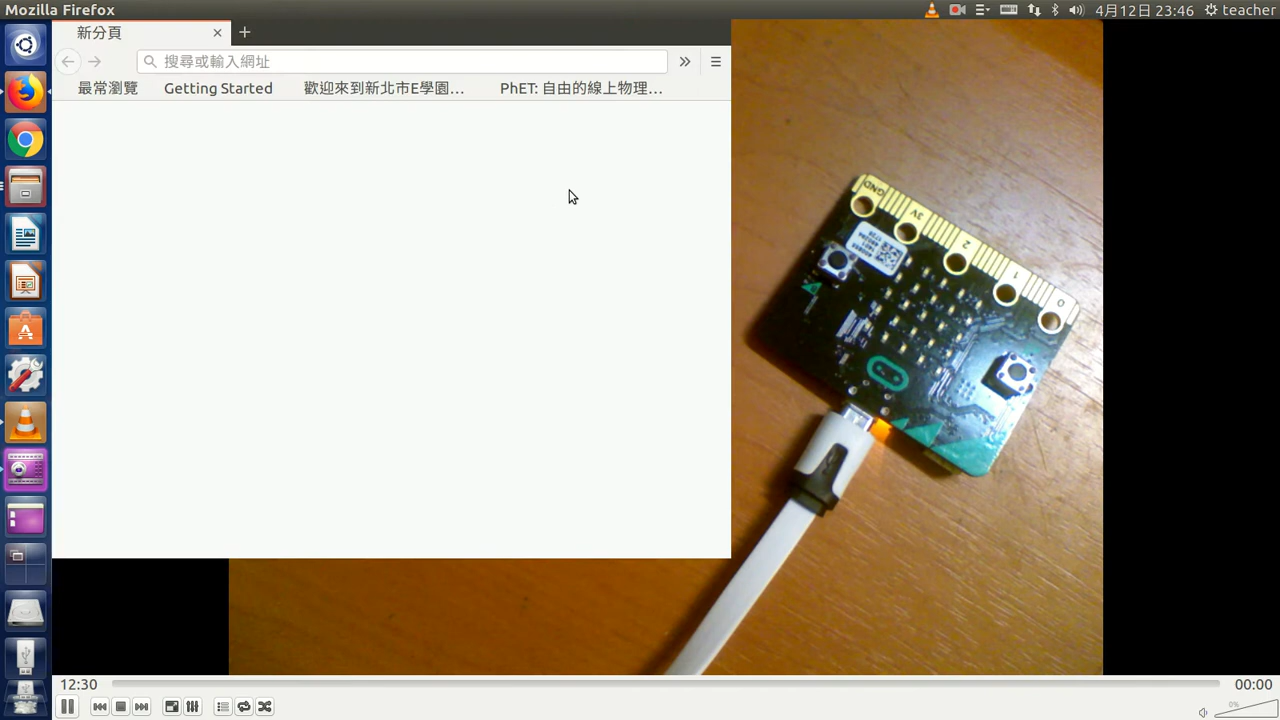 Mozilla Firefox
4月12日 23:46
teacher
新分頁
搜尋或輸入網址
最常瀏覽
Getting Started
歡迎來到新北市E學園…
PhET: 自由的線上物理…
GND
3V
2
1
0
12:30
00:00
0%